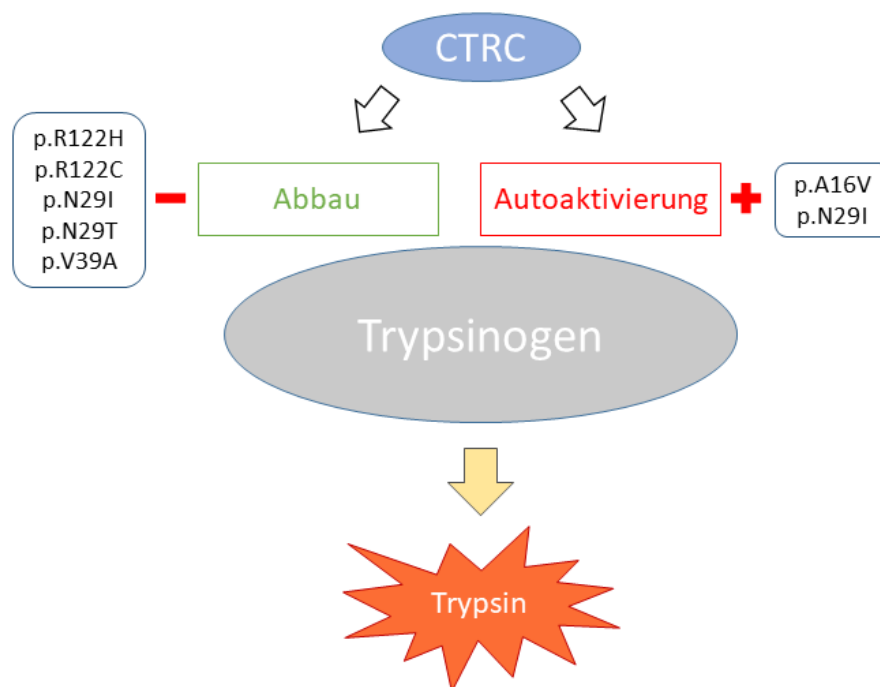 CTRC
p.R122H
p.R122C
p.N29I
p.N29T
p.V39A
Abbau
Autoaktivierung
p.A16V
p.N29I
Trypsinogen
Trypsin